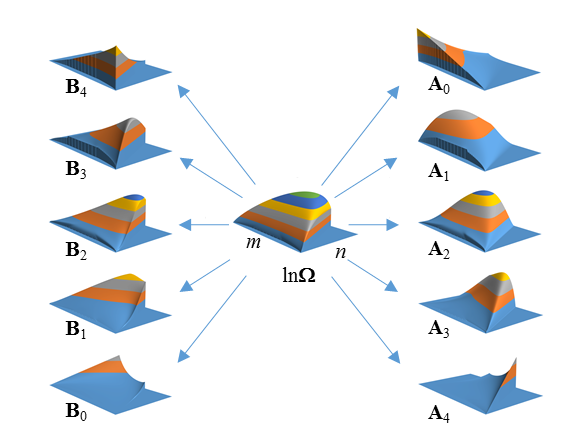 B₄
A₀
B₃
A₁
B₂
m
n
A₂
lnΩ
B₁
A₃
B₀
A₄